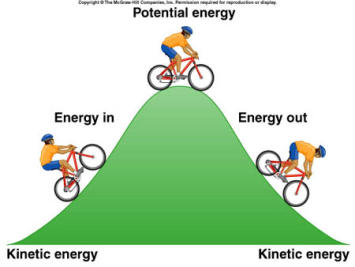 Copyright © The McGraw-Hill Companies, Inc. Permission required for reproduction or display.
Potential energy
Energy in
Energy out
Kinetic energy
Kinetic energy